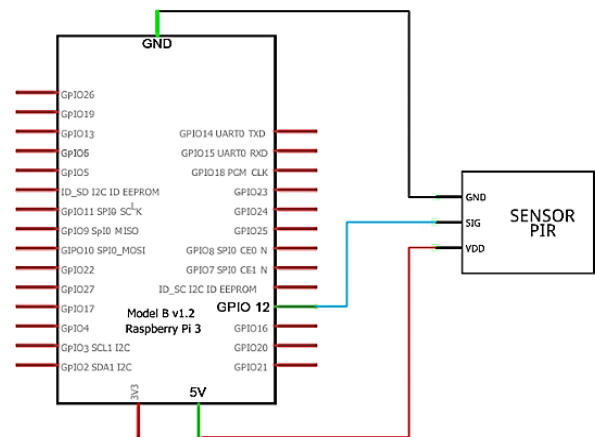 GND
GpIO26
GpIO19
GpIO13
GpIO6
GpIO5
ID_SD I2C ID EEPROM
GpIO11 SPI0 SCLK
GpIO9 SpI0 MISO
GIPO10 SPI0_MOSI
GpIO22
GpIO27
GpIO17
GpIO4
GpIO3 SCL1 I2C
GpIO2 SDA1 I2C
GPIO14 UART0 TXD
GPIO15 UART0 RXD
GPIO18 PGM CLK
GPIO23
GPIO24
GPIO25
GPIO8 SPI0 CE0 N
GPIO7 SPI0 CE1 N
ID_SC I2C ID EEPROM
GPIO 12
GPIO16
GPIO20
GPIO21
Model B v1.2
Raspberry Pi 3
3V3
5V
GND
SIG
VDD
SENSOR
PIR